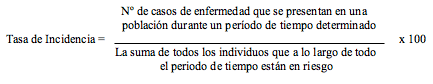 Nº de casos de enfermedad que se presentan en una
población durante un período de tiempo determinado
Tasa de Incidencia = x 100
La suma de todos los individuos que a lo largo de todo
el periodo de tiempo están en riesgo